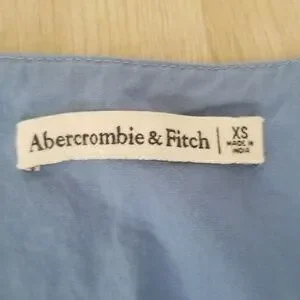 Abercrombie & Fitch | XS
MADE IN
INDIA